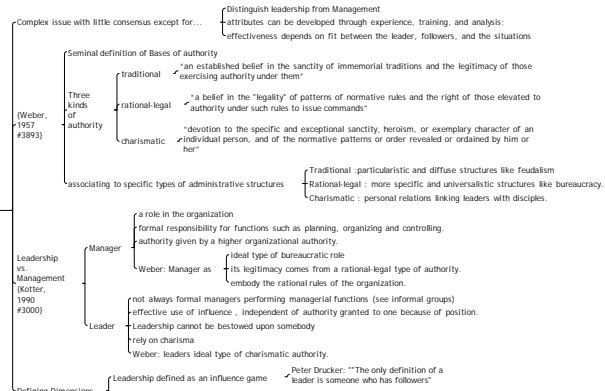 Complex issue with little consensus except for...
Distinguish leadership from Management
attributes can be developed through experience, training, and analysis;
effectiveness depends on fit between the leader, followers, and the situations
{Weber,
1957
#3893}
Seminal definition of Bases of authority
Three
kinds
of
authority
traditional
"an established belief in the sanctity of immemorial traditions and the legitimacy of those
exercising authority under them"
rational-legal
"a belief in the "legality" of patterns of normative rules and the right of those elevated to
authority under such rules to issue commands"
charismatic
"devotion to the specific and exceptional sanctity, heroism, or exemplary character of an
individual person, and of the normative patterns or order revealed or ordained by him or
her"
associating to specific types of administrative structures
Traditional :particularistic and diffuse structures like feudalism
Rational-legal : more specific and universalistic structures like bureaucracy.
Charismatic : personal relations linking leaders with disciples.
Leadership
vs.
Management
{Kotter,
1990
#3000}
Manager
a role in the organization
formal responsibility for functions such as planning, organizing and controlling.
authority given by a higher organizational authority.
Weber: Manager as
ideal type of bureaucratic role
its legitimacy comes from a rational-legal type of authority.
embody the rational rules of the organization.
Leader
not always formal managers performing managerial functions (see informal groups)
effective use of influence , independent of authority granted to one because of position.
Leadership cannot be bestowed upon somebody
rely on charisma
Weber: leaders ideal type of charismatic authority.
Defining Dimensions
Leadership defined as an influence game
Peter Drucker: ""The only definition of a
leader is someone who has followers"